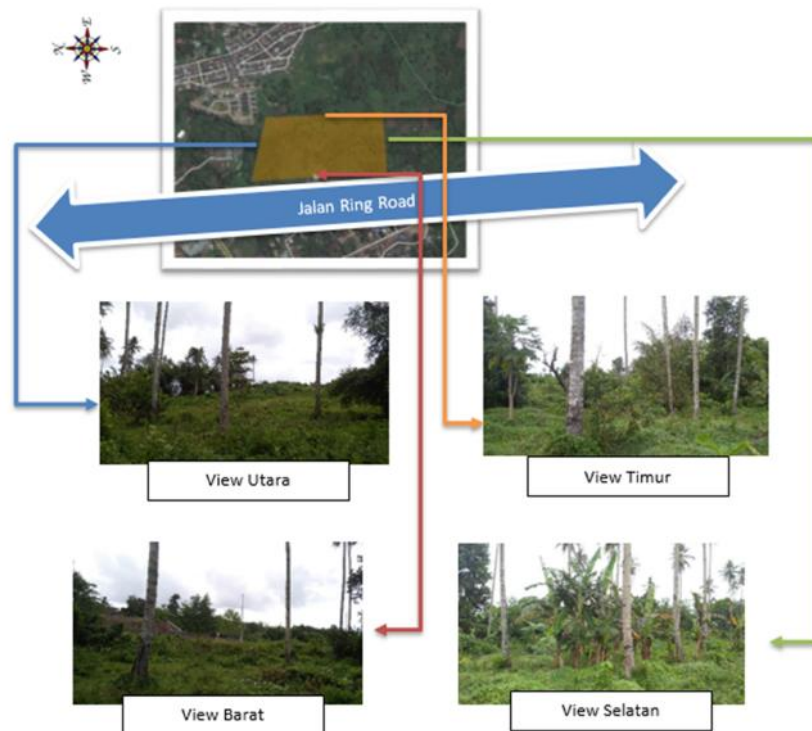 E
N
S
W
Jalan Ring Road
View Utara
View Timur
View Barat
View Selatan